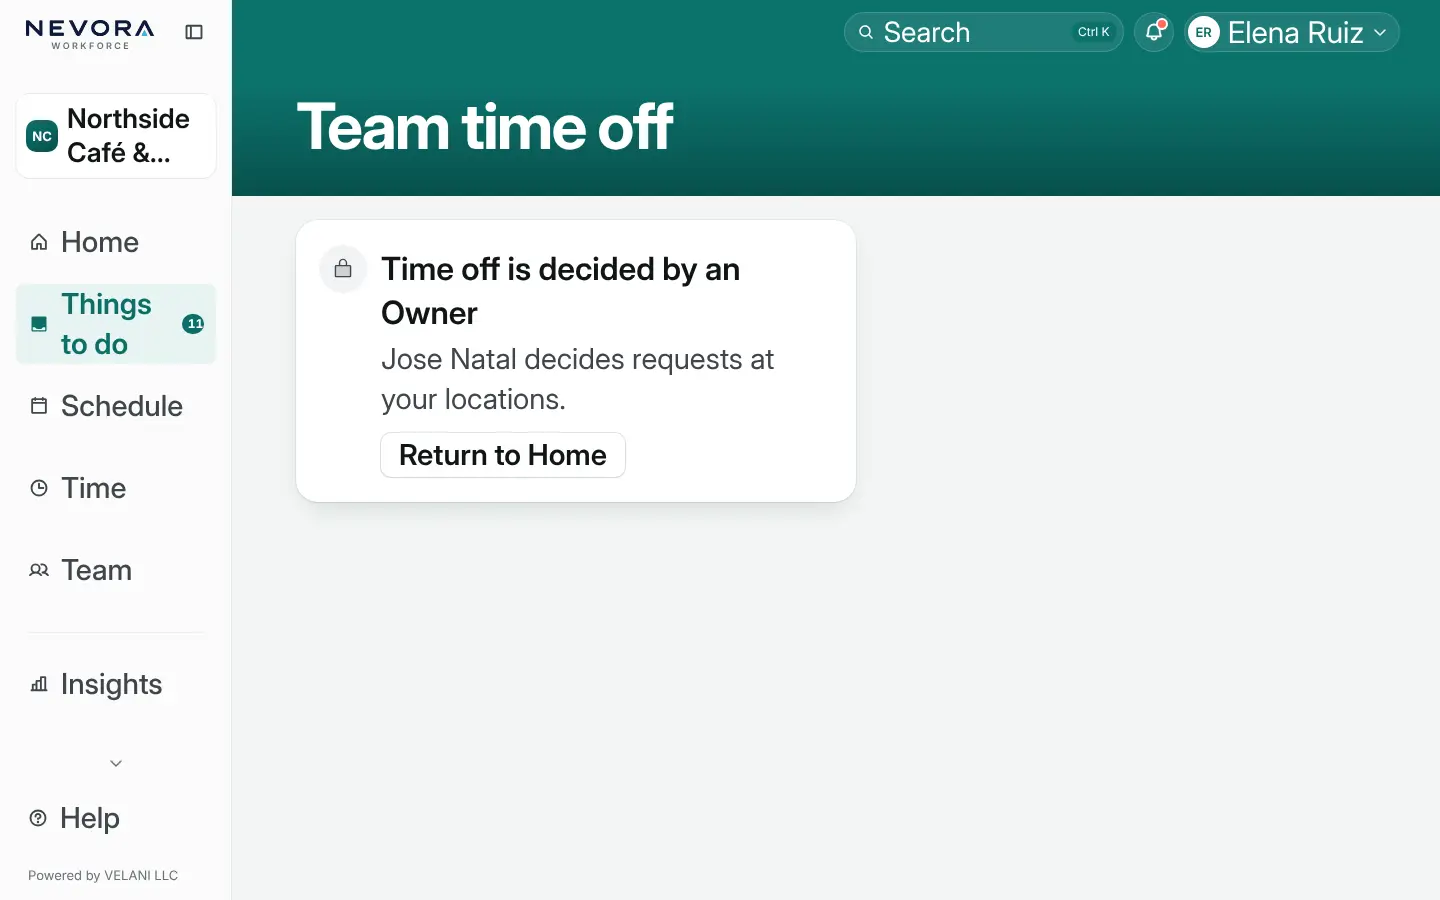 NEVORA
WORKFORCE
Search
Ctrl K
ER
Elena Ruiz
NC
Northside
Café &...
Team time off
Home
Things
to do
11
Schedule
Time
Team
Insights
Help
Powered by VELANI LLC
Time off is decided by an
Owner
Jose Natal decides requests at
your locations.
Return to Home